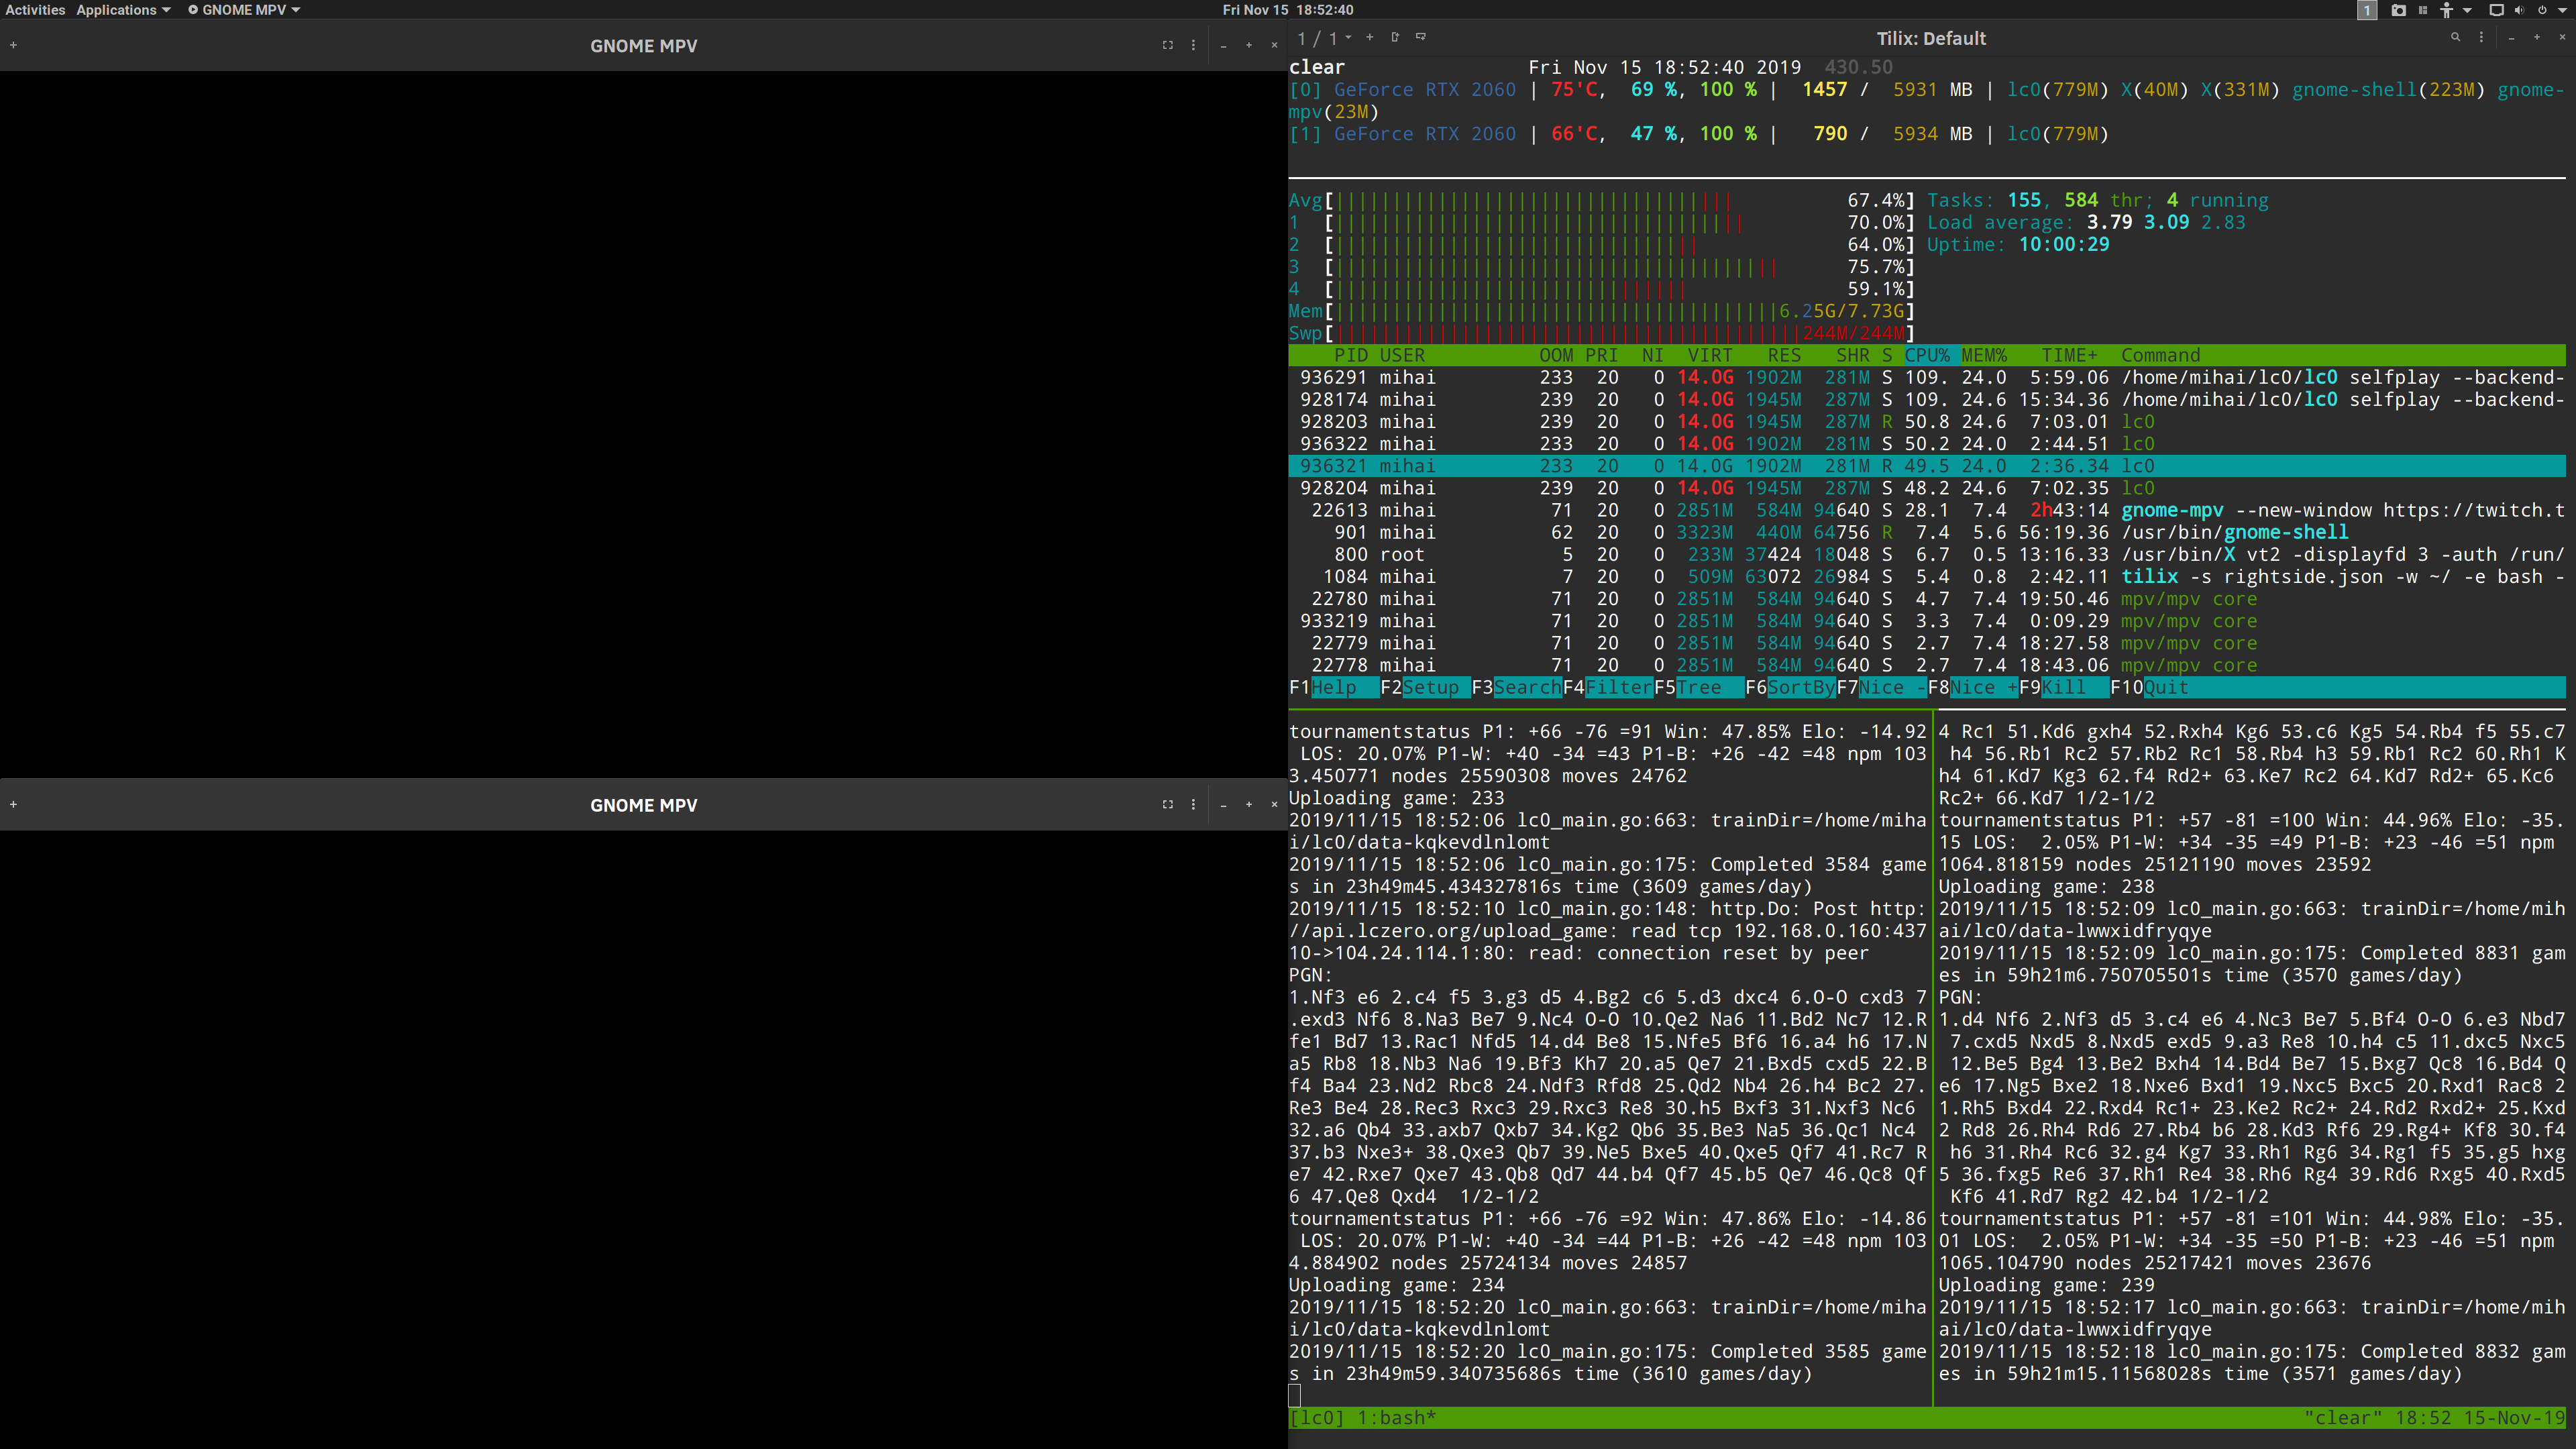 Activities Applications GNOME MPV Fri Nov 15 18:52:40 1
GNOME MPV
GNOME MPV
1 / 1 Tilix: Default
clear Fri Nov 15 18:52:40 2019 430.50
[0] GeForce RTX 2060 | 75'C, 69 %, 100 % | 1457 / 5931 MB | lc0(779M) X(40M) X(331M) gnome-shell(223M) gnome-
mpv(23M)
[1] GeForce RTX 2060 | 66'C, 47 %, 100 % | 790 / 5934 MB | lc0(779M)
Avg[ 67.4%] Tasks: 155, 584 thr; 4 running
1 [ 70.0%] Load average: 3.79 3.09 2.83
2 [ 64.0%] Uptime: 10:00:29
3 [ 75.7%]
4 [ 59.1%]
Mem[ 6.25G/7.73G]
Swp[ 244M/244M]
PID USER OOM PRI NI VIRT RES SHR S CPU% MEM% TIME+ Command
936291 mihai 233 20 0 14.0G 1902M 281M S 109. 24.0 5:59.06 /home/mihai/lc0/lc0 selfplay --backend-
928174 mihai 239 20 0 14.0G 1945M 287M S 109. 24.6 15:34.36 /home/mihai/lc0/lc0 selfplay --backend-
928203 mihai 239 20 0 14.0G 1945M 287M R 50.8 24.6 7:03.01 lc0
936322 mihai 233 20 0 14.0G 1902M 281M S 50.2 24.0 2:44.51 lc0
936321 mihai 233 20 0 14.0G 1902M 281M R 49.5 24.0 2:36.34 lc0
928204 mihai 239 20 0 14.0G 1945M 287M S 48.2 24.6 7:02.35 lc0
22613 mihai 71 20 0 2851M 584M 94640 S 28.1 7.4 2h43:14 gnome-mpv --new-window https://twitch.t
901 mihai 62 20 0 3323M 440M 64756 R 7.4 5.6 56:19.36 /usr/bin/gnome-shell
800 root 5 20 0 233M 37424 18048 S 6.7 0.5 13:16.33 /usr/bin/X vt2 -displayfd 3 -auth /run/
1084 mihai 7 20 0 509M 63072 26984 S 5.4 0.8 2:42.11 tilix -s rightside.json -w ~/ -e bash -
22780 mihai 71 20 0 2851M 584M 94640 S 4.7 7.4 19:50.46 mpv/mpv core
933219 mihai 71 20 0 2851M 584M 94640 S 3.3 7.4 0:09.29 mpv/mpv core
22779 mihai 71 20 0 2851M 584M 94640 S 2.7 7.4 18:27.58 mpv/mpv core
22778 mihai 71 20 0 2851M 584M 94640 S 2.7 7.4 18:43.06 mpv/mpv core
F1Help F2Setup F3SearchF4FilterF5Tree F6SortByF7Nice -F8Nice +F9Kill F10Quit
tournamentstatus P1: +66 -76 =91 Win: 47.85% Elo: -14.92
LOS: 20.07% P1-W: +40 -34 =43 P1-B: +26 -42 =48 npm 103
3.450771 nodes 25590308 moves 24762
Uploading game: 233
2019/11/15 18:52:06 lc0_main.go:663: trainDir=/home/miha
i/lc0/data-kqkevdlnlomt
2019/11/15 18:52:06 lc0_main.go:175: Completed 3584 game
s in 23h49m45.434327816s time (3609 games/day)
2019/11/15 18:52:10 lc0_main.go:148: http.Do: Post http:
//api.lczero.org/upload_game: read tcp 192.168.0.160:437
10->104.24.114.1:80: read: connection reset by peer
PGN:
1.Nf3 e6 2.c4 f5 3.g3 d5 4.Bg2 c6 5.d3 dxc4 6.O-O cxd3 7
.exd3 Nf6 8.Na3 Be7 9.Nc4 O-O 10.Qe2 Na6 11.Bd2 Nc7 12.R
fe1 Bd7 13.Rac1 Nfd5 14.d4 Be8 15.Nfe5 Bf6 16.a4 h6 17.N
a5 Rb8 18.Nb3 Na6 19.Bf3 Kh7 20.a5 Qe7 21.Bxd5 cxd5 22.B
f4 Ba4 23.Nd2 Rbc8 24.Ndf3 Rfd8 25.Qd2 Nb4 26.h4 Bc2 27.
Re3 Be4 28.Rec3 Rxc3 29.Rxc3 Re8 30.h5 Bxf3 31.Nxf3 Nc6
32.a6 Qb4 33.axb7 Qxb7 34.Kg2 Qb6 35.Be3 Na5 36.Qc1 Nc4
37.b3 Nxe3+ 38.Qxe3 Qb7 39.Ne5 Bxe5 40.Qxe5 Qf7 41.Rc7 R
e7 42.Rxe7 Qxe7 43.Qb8 Qd7 44.b4 Qf7 45.b5 Qe7 46.Qc8 Qf
6 47.Qe8 Qxd4 1/2-1/2
tournamentstatus P1: +66 -76 =92 Win: 47.86% Elo: -14.86
LOS: 20.07% P1-W: +40 -34 =44 P1-B: +26 -42 =48 npm 103
4.884902 nodes 25724134 moves 24857
Uploading game: 234
2019/11/15 18:52:20 lc0_main.go:663: trainDir=/home/miha
i/lc0/data-kqkevdlnlomt
2019/11/15 18:52:20 lc0_main.go:175: Completed 3585 game
s in 23h49m59.340735686s time (3610 games/day)
4 Rc1 51.Kd6 gxh4 52.Rxh4 Kg6 53.c6 Kg5 54.Rb4 f5 55.c7
h4 56.Rb1 Rc2 57.Rb2 Rc1 58.Rb4 h3 59.Rb1 Rc2 60.Rh1 K
h4 61.Kd7 Kg3 62.f4 Rd2+ 63.Ke7 Rc2 64.Kd7 Rd2+ 65.Kc6
Rc2+ 66.Kd7 1/2-1/2
tournamentstatus P1: +57 -81 =100 Win: 44.96% Elo: -35.
15 LOS: 2.05% P1-W: +34 -35 =49 P1-B: +23 -46 =51 npm
1064.818159 nodes 25121190 moves 23592
Uploading game: 238
2019/11/15 18:52:09 lc0_main.go:663: trainDir=/home/mih
ai/lc0/data-lwwxidfryqye
2019/11/15 18:52:09 lc0_main.go:175: Completed 8831 gam
es in 59h21m6.750705501s time (3570 games/day)
PGN:
1.d4 Nf6 2.Nf3 d5 3.c4 e6 4.Nc3 Be7 5.Bf4 O-O 6.e3 Nbd7
7.cxd5 Nxd5 8.Nxd5 exd5 9.a3 Re8 10.h4 c5 11.dxc5 Nxc5
12.Be5 Bg4 13.Be2 Bxh4 14.Bd4 Be7 15.Bxg7 Qc8 16.Bd4 Q
e6 17.Ng5 Bxe2 18.Nxe6 Bxd1 19.Nxc5 Bxc5 20.Rxd1 Rac8 2
1.Rh5 Bxd4 22.Rxd4 Rc1+ 23.Ke2 Rc2+ 24.Rd2 Rxd2+ 25.Kxd
2 Rd8 26.Rh4 Rd6 27.Rb4 b6 28.Kd3 Rf6 29.Rg4+ Kf8 30.f4
h6 31.Rh4 Rc6 32.g4 Kg7 33.Rh1 Rg6 34.Rg1 f5 35.g5 hxg
5 36.fxg5 Re6 37.Rh1 Re4 38.Rh6 Rg4 39.Rd6 Rxg5 40.Rxd5
Kf6 41.Rd7 Rg2 42.b4 1/2-1/2
tournamentstatus P1: +57 -81 =101 Win: 44.98% Elo: -35.
01 LOS: 2.05% P1-W: +34 -35 =50 P1-B: +23 -46 =51 npm
1065.104790 nodes 25217421 moves 23676
Uploading game: 239
2019/11/15 18:52:17 lc0_main.go:663: trainDir=/home/mih
ai/lc0/data-lwwxidfryqye
2019/11/15 18:52:18 lc0_main.go:175: Completed 8832 gam
es in 59h21m15.11568028s time (3571 games/day)
[lc0] 1:bash* "clear" 18:52 15-Nov-19